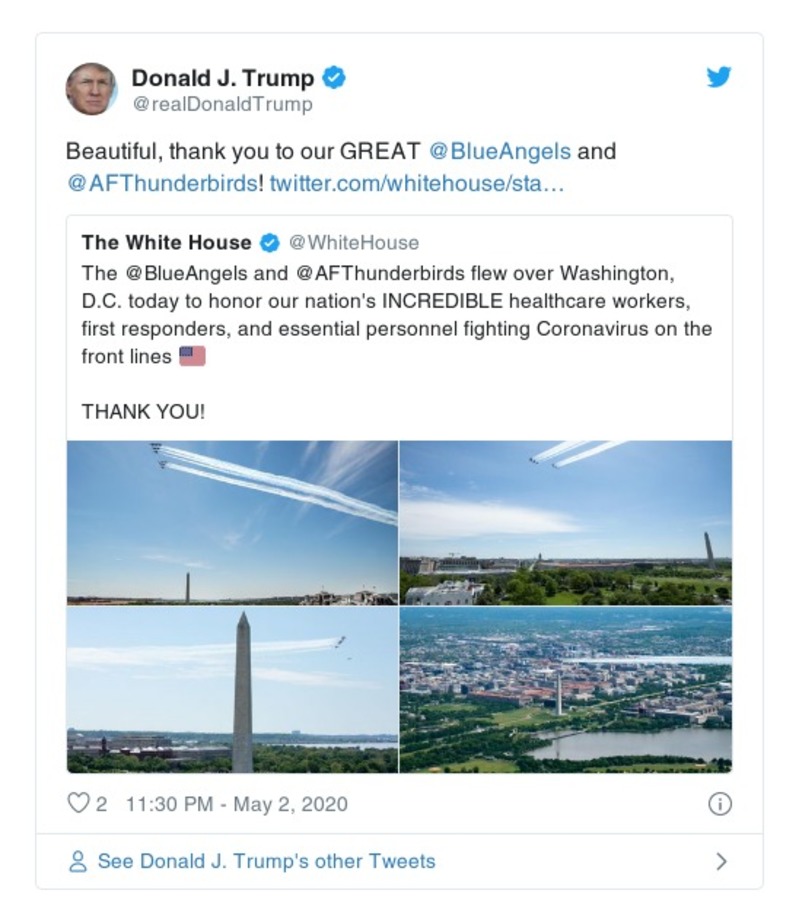 Donald J. Trump
@realDonaldTrump
Beautiful, thank you to our GREAT @BlueAngels and
@AFThunderbirds! twitter.com/whitehouse/sta…
The White House @WhiteHouse
The @BlueAngels and @AFThunderbirds flew over Washington,
D.C. today to honor our nation's INCREDIBLE healthcare workers,
first responders, and essential personnel fighting Coronavirus on the
front lines 🇺🇸
THANK YOU!
2 11:30 PM - May 2, 2020
See Donald J. Trump's other Tweets